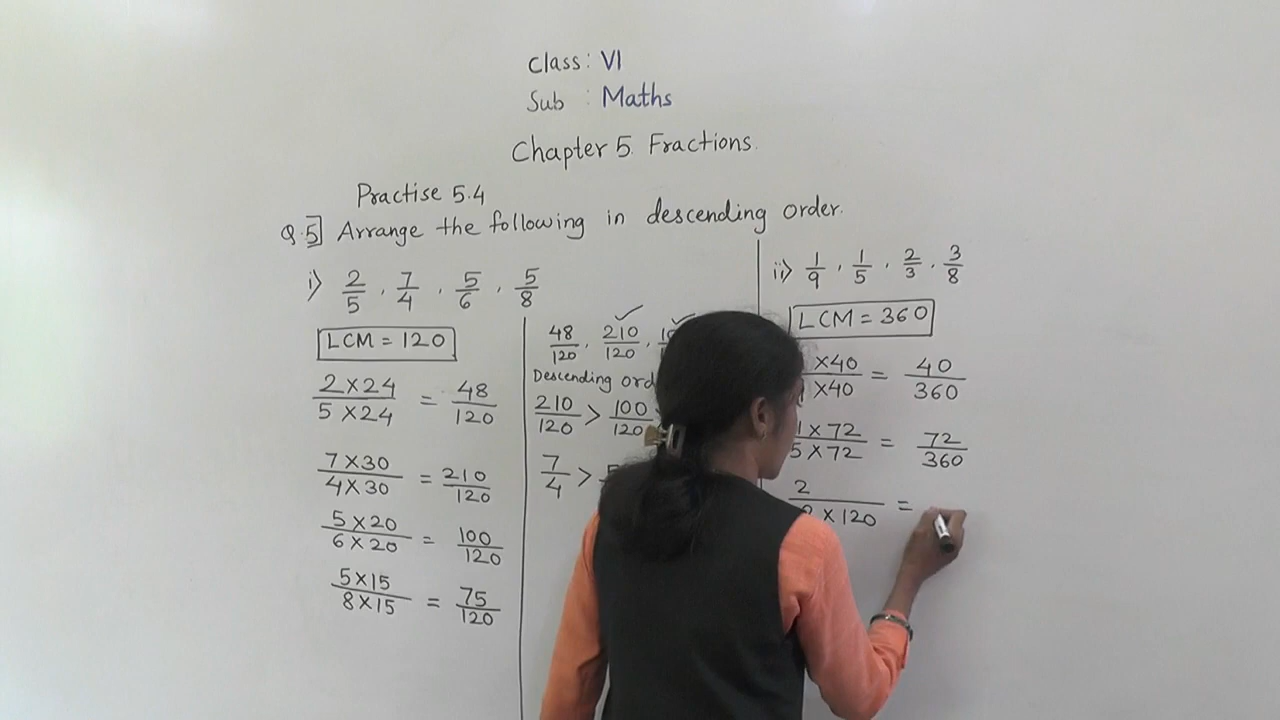 Class: VI
Sub : Maths
Chapter 5. Fractions.
Practise 5.4
Q.5] Arrange the following in descending order.
i) 2/5 , 7/4 , 5/6 , 5/8
LCM = 120
2×24/5×24 = 48/120
7×30/4×30 = 210/120
5×20/6×20 = 100/120
5×15/8×15 = 75/120
48/120 , 210/120 ,
Descending
210/120 > 100/120
7/4 >
ii) 1/9 , 1/5 , 2/3 , 3/8
LCM = 360
×40/×40 = 40/360
1×72/5×72 = 72/360
2/ ×120 =